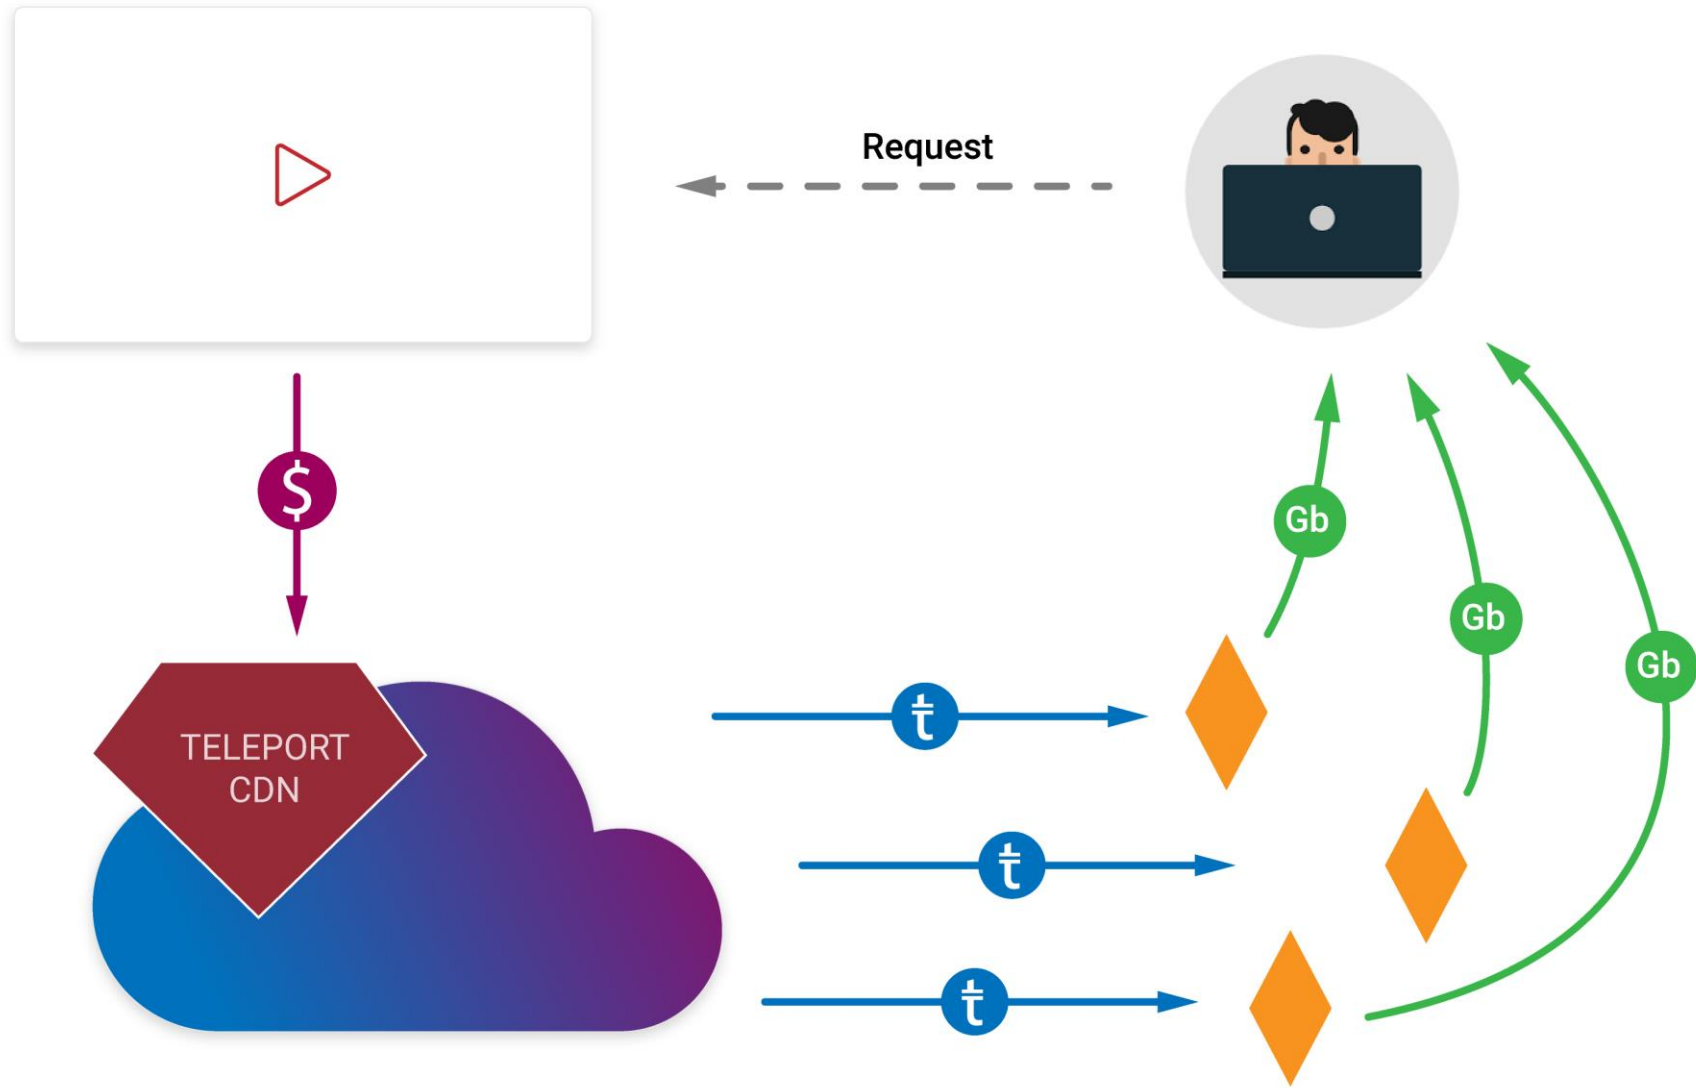 Request
$
Gb
Gb
Gb
TELEPORT
CDN
ŧ
ŧ
ŧ